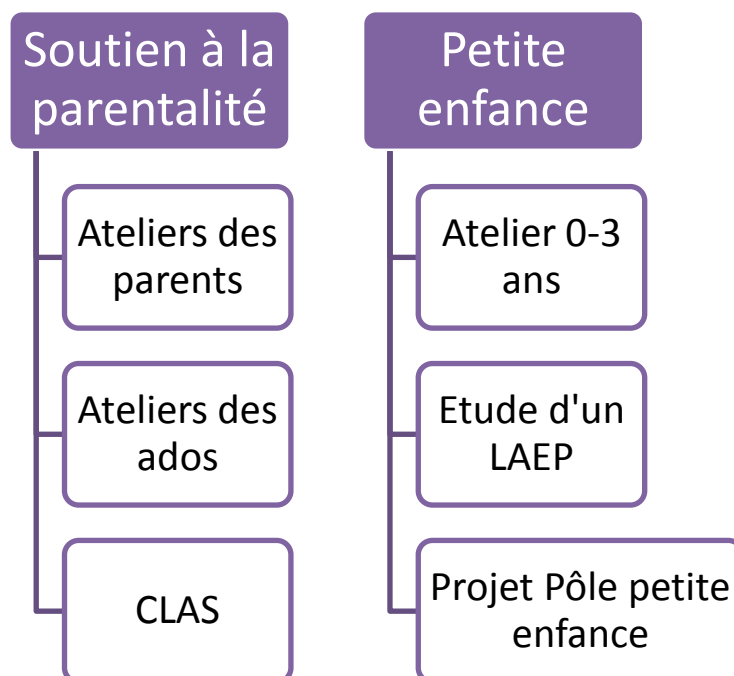 Soutien à la
parentalité
Ateliers des
parents
Ateliers des
ados
CLAS
Petite
enfance
Atelier 0-3
ans
Etude d'un
LAEP
Projet Pôle petite
enfance